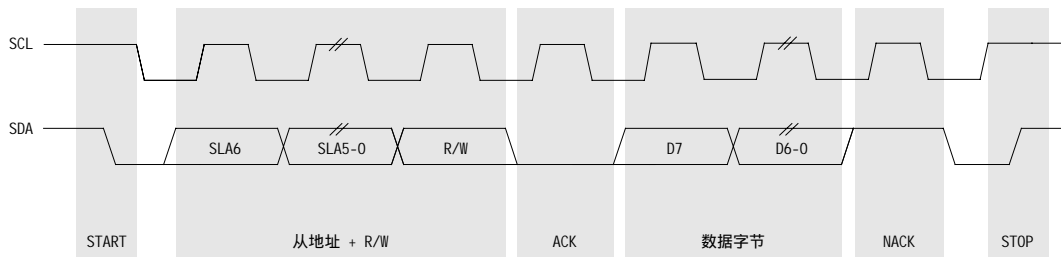 SCL
SDA
SLA6 SLA5-0 R/W D7 D6-0
START 从地址 + R/W ACK 数据字节 NACK STOP